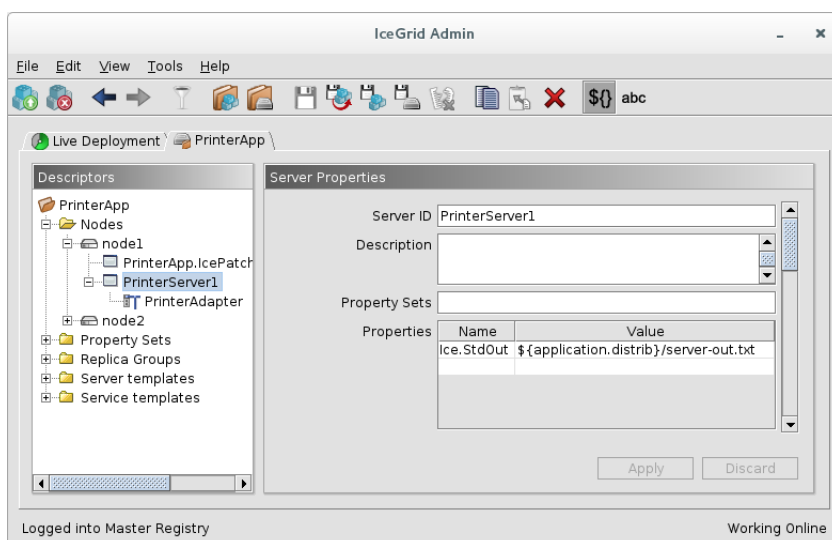 IceGrid Admin
File Edit View Tools Help
${} abc
Live Deployment PrinterApp
Descriptors
PrinterApp
Nodes
node1
PrinterApp.IcePatch
PrinterServer1
PrinterAdapter
node2
Property Sets
Replica Groups
Server templates
Service templates
Server Properties
Server ID PrinterServer1
Description
Property Sets
Properties Name Value
Ice.StdOut ${application.distrib}/server-out.txt
Apply Discard
Logged into Master Registry Working Online